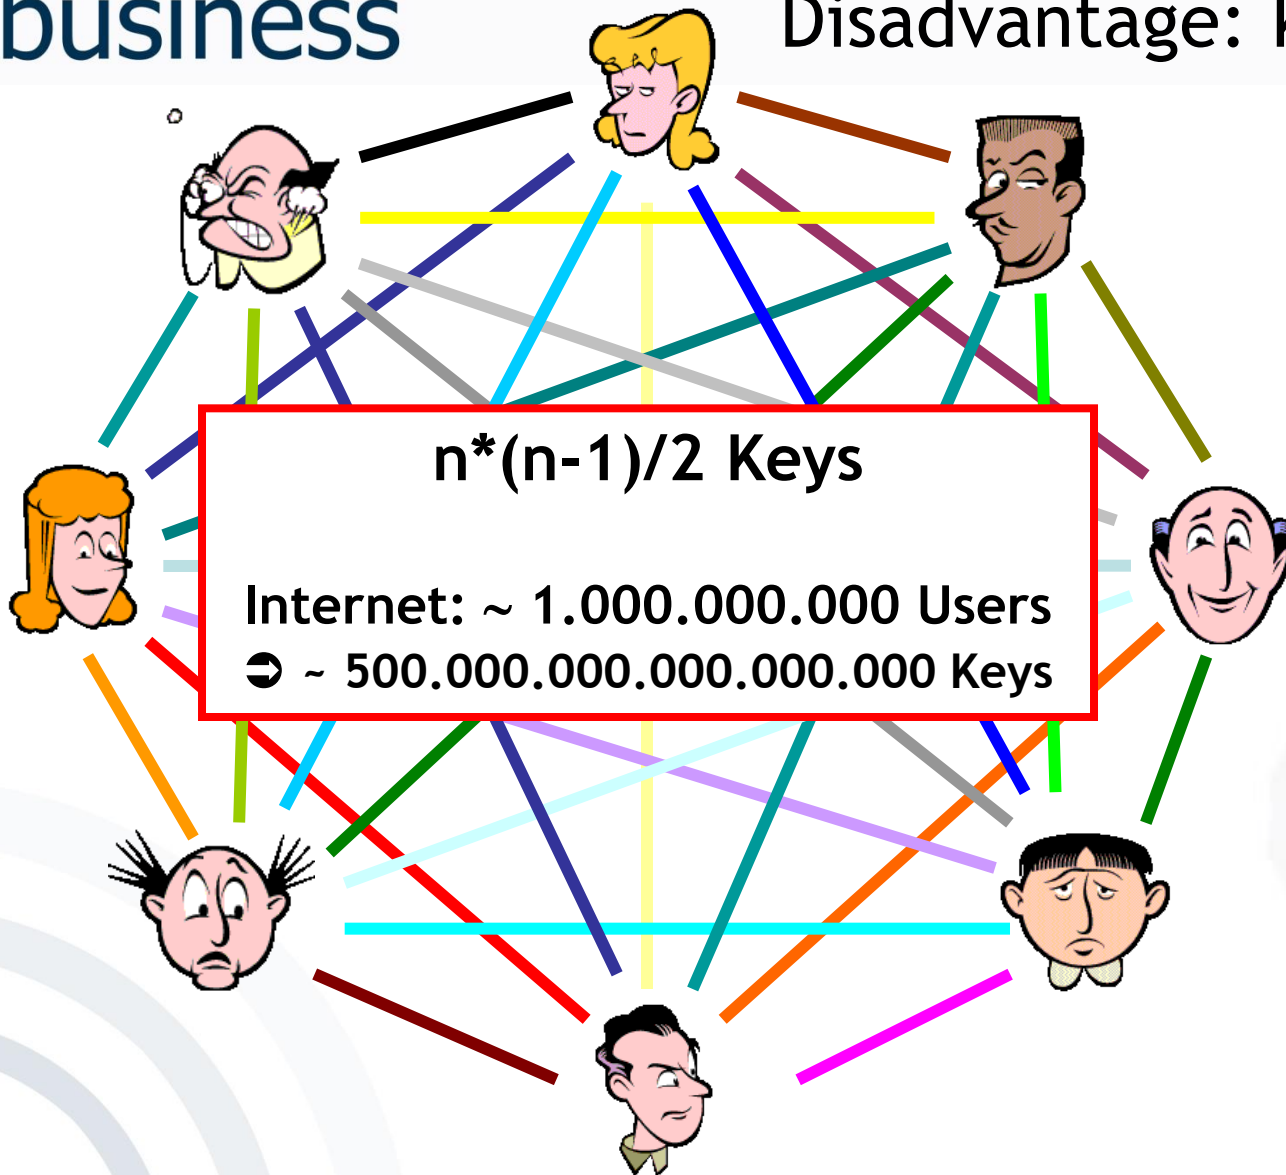 business
Disadvantage:
n*(n-1)/2 Keys
Internet: ~ 1.000.000.000 Users
➲ ~ 500.000.000.000.000.000 Keys